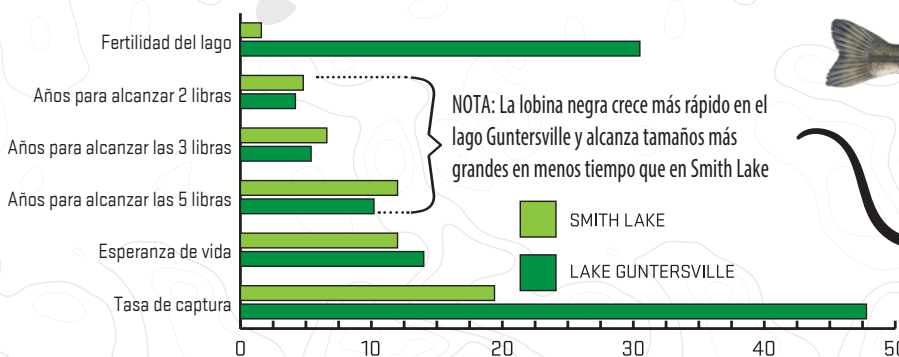 Fertilidad del lago
Años para alcanzar 2 libras
Años para alcanzar las 3 libras
Años para alcanzar las 5 libras
Esperanza de vida
Tasa de captura
NOTA: La lobina negra crece más rápido en el
lago Guntersville y alcanza tamaños más
grandes en menos tiempo que en Smith Lake
SMITH LAKE
LAKE GUNTERSVILLE
0 10 20 30 40 50